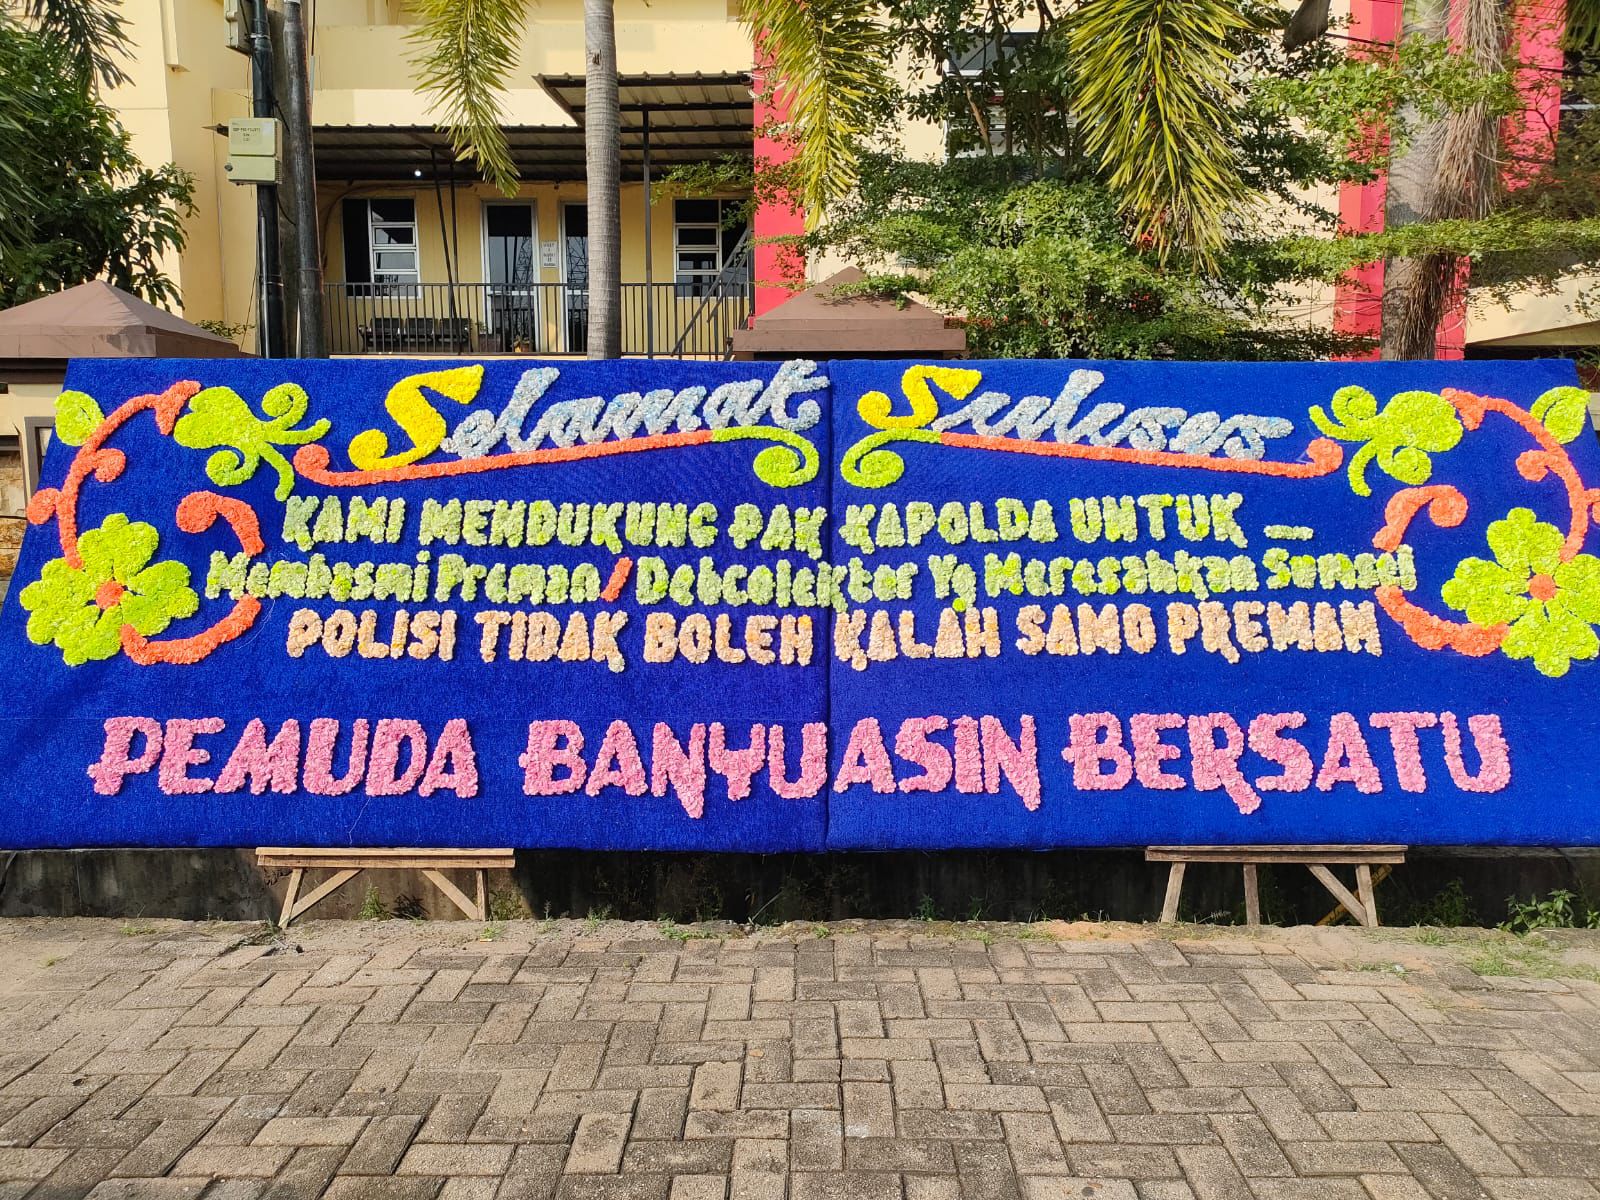 Selamat Sukses
KAMI MENDUKUNG PAK KAPOLDA UNTUK _
Membasmi Preman/Debcolektor Yg Meresahkan Sumsel
POLISI TIDAK BOLEH KALAH SAMO PREMAN
PEMUDA BANYUASIN BERSATU